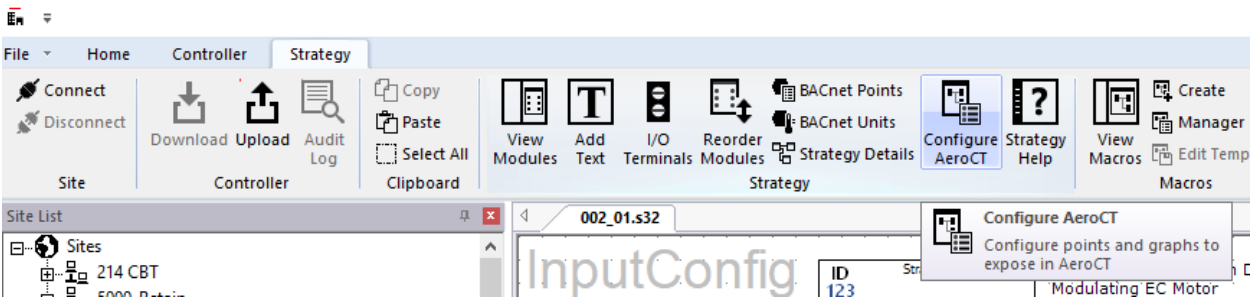 File Home Controller Strategy
Connect
Disconnect
Site
Download Upload Audit Log
Controller
Copy
Paste
Select All
Clipboard
View Modules
Add Text
I/O Terminals
Reorder Modules
BACnet Points
BACnet Units
Strategy Details
Configure AeroCT
Strategy Help
Strategy
View Macros
Create
Manager
Edit Temp
Macros
Site List
Sites
214 CBT
002_01.s32
InputConfig
ID
123
Configure AeroCT
Configure points and graphs to
expose in AeroCT
Modulating EC Motor